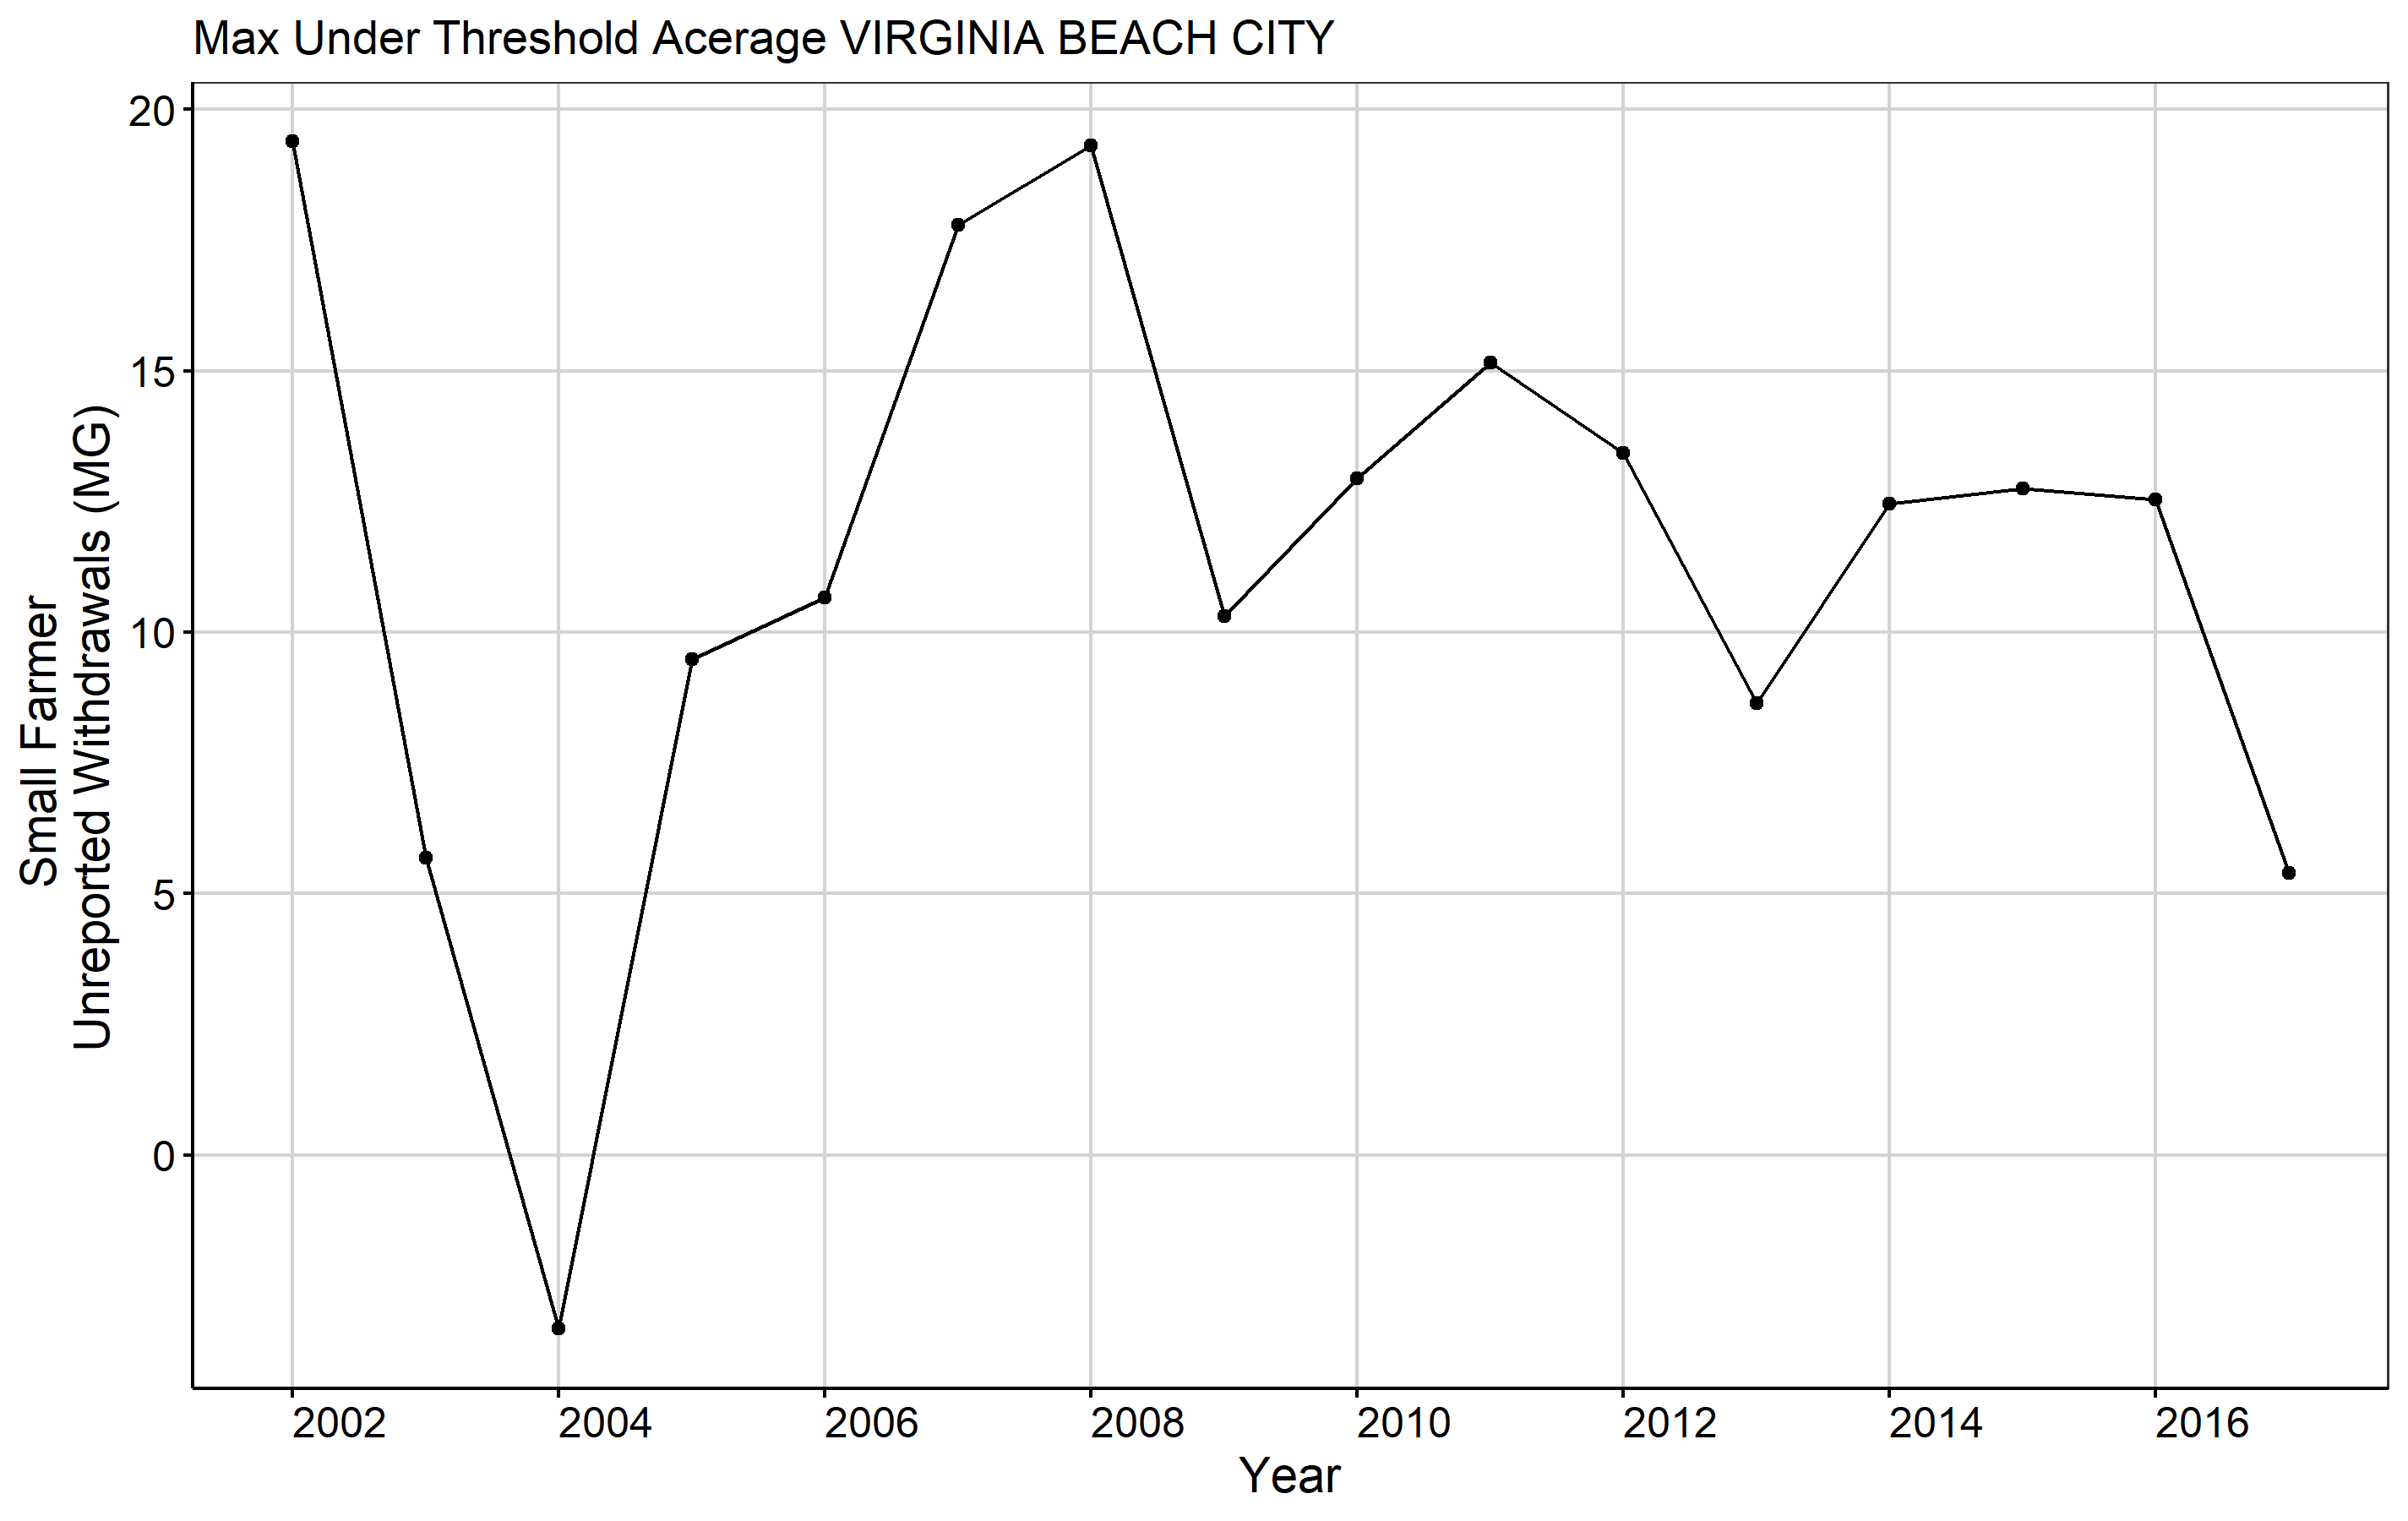 Max Under Threshold Acerage VIRGINIA BEACH CITY
Small Farmer
Unreported Withdrawals (MG)
20
15
10
5
0
2002 2004 2006 2008 2010 2012 2014 2016
Year